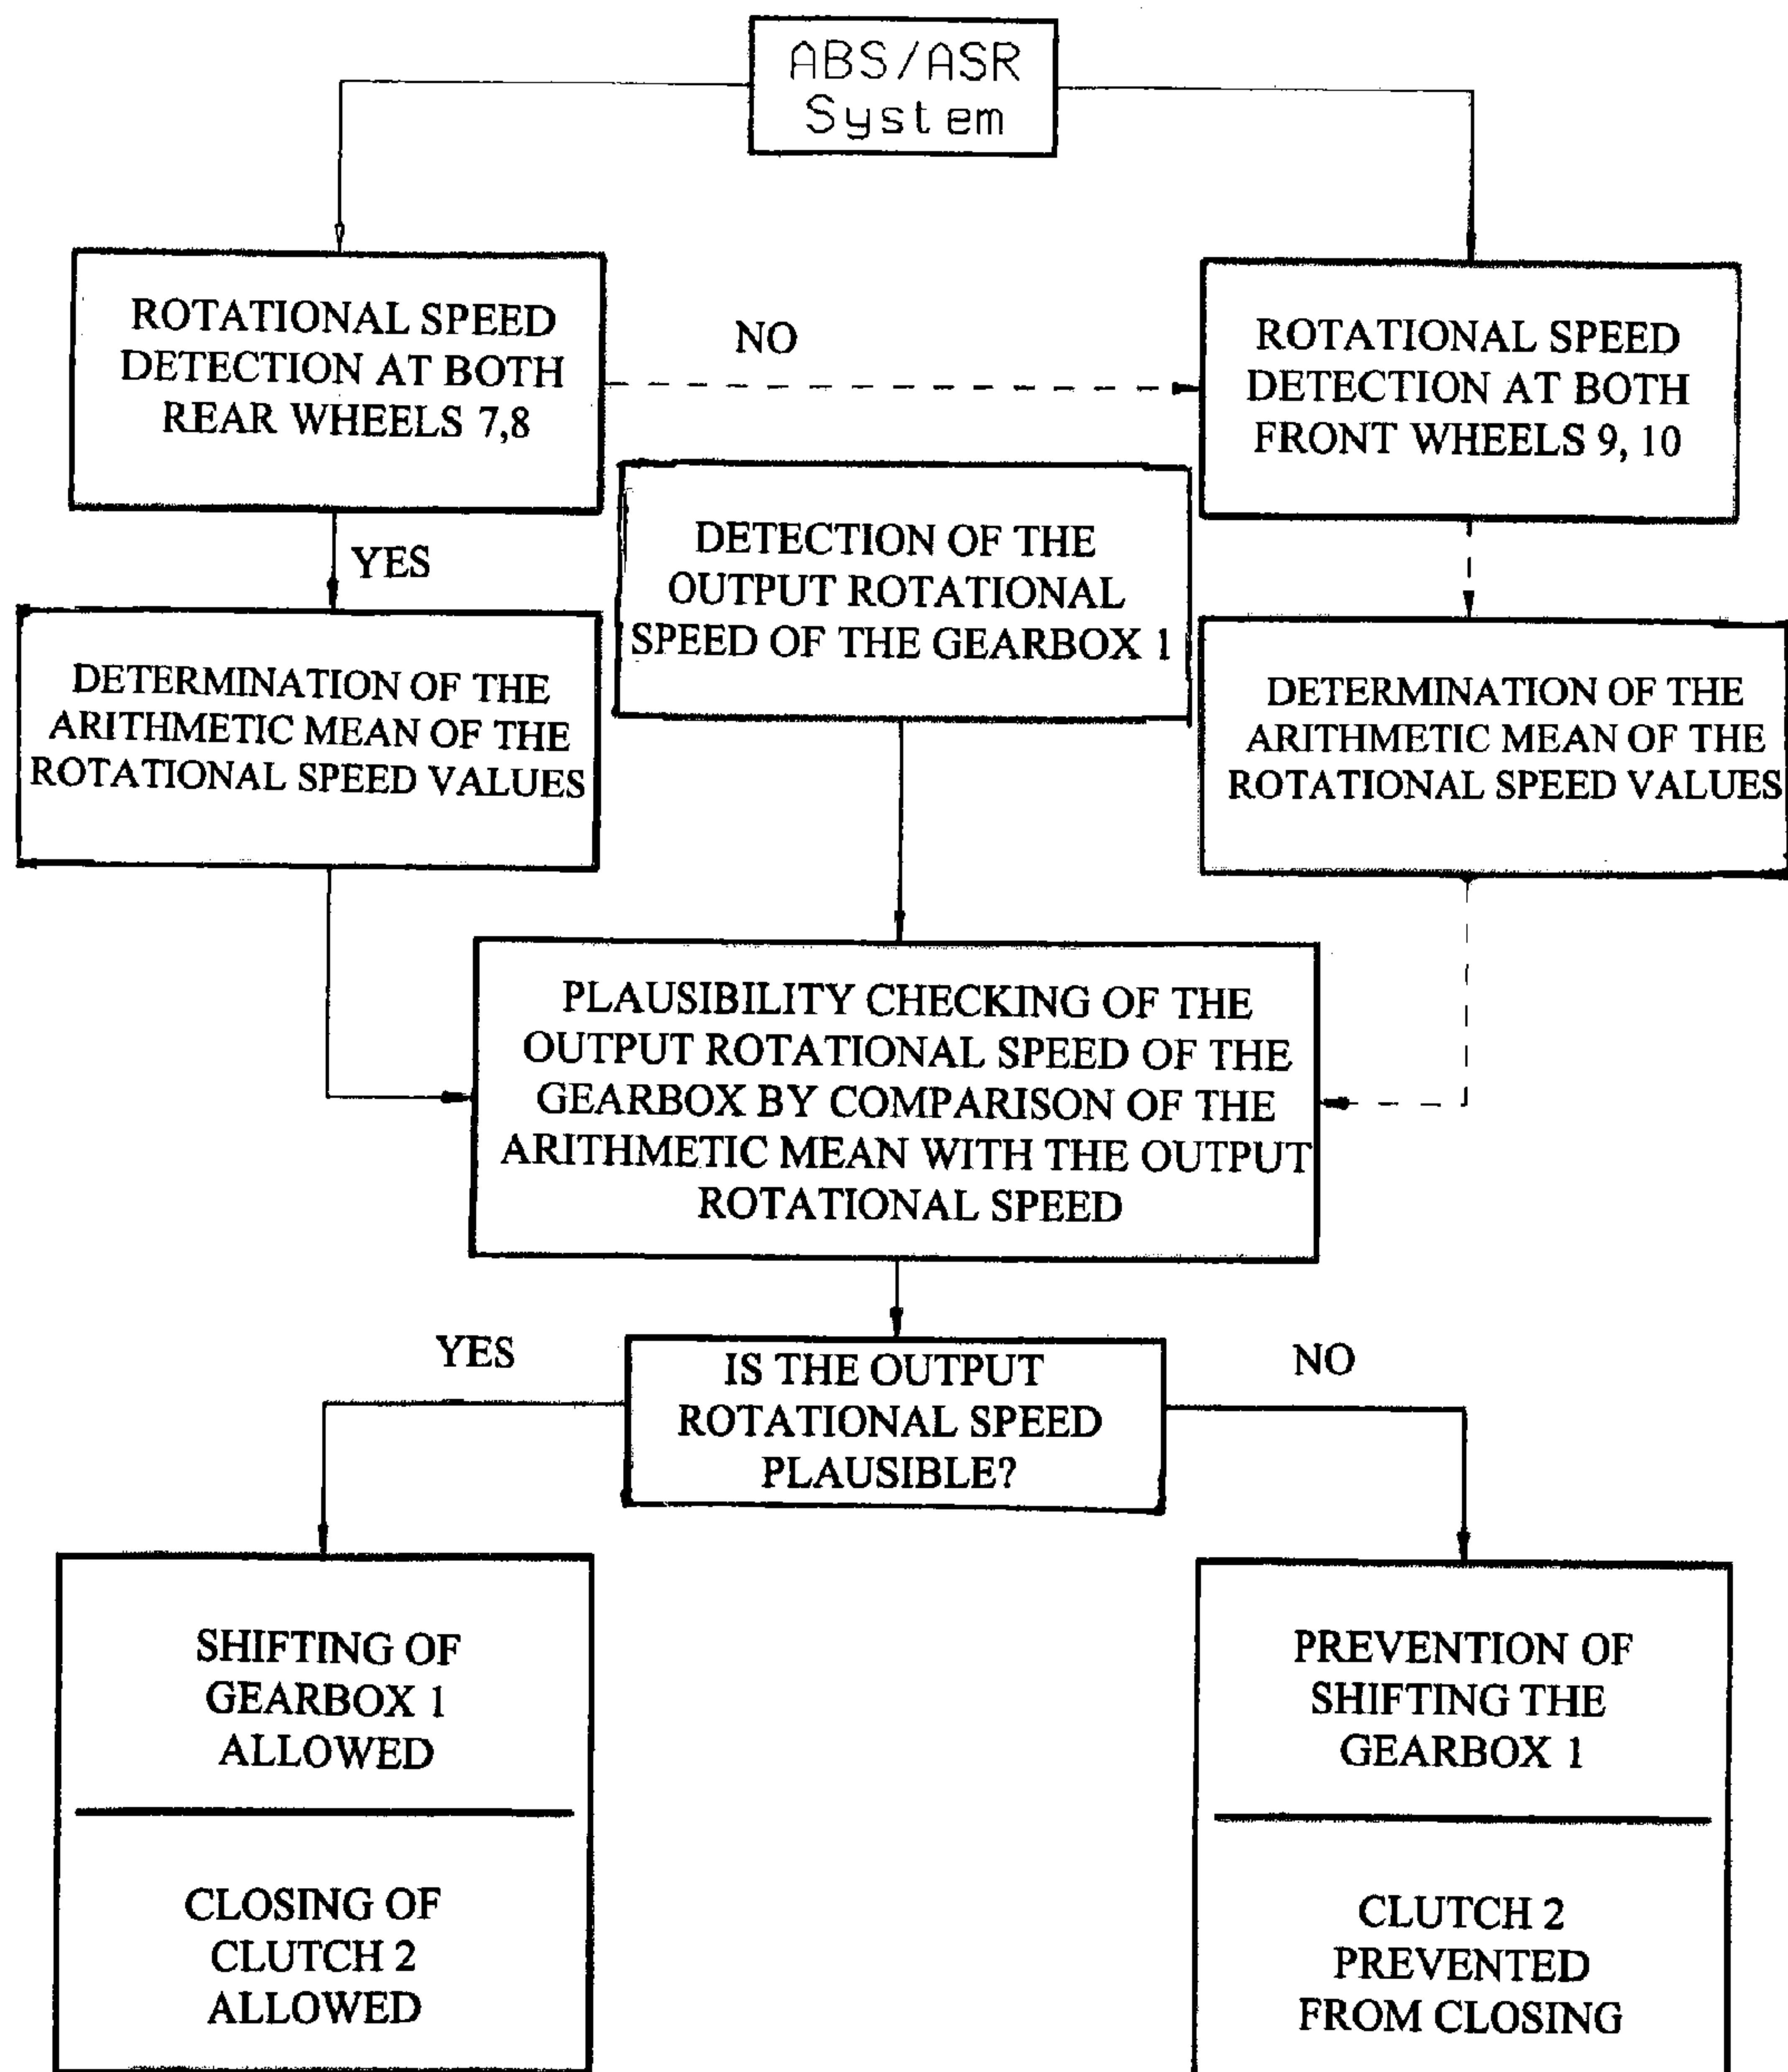 ABS/ASR
System
ROTATIONAL SPEED
DETECTION AT BOTH
REAR WHEELS 7,8
NO
ROTATIONAL SPEED
DETECTION AT BOTH
FRONT WHEELS 9, 10
YES
DETECTION OF THE
OUTPUT ROTATIONAL
SPEED OF THE GEARBOX 1
DETERMINATION OF THE
ARITHMETIC MEAN OF THE
ROTATIONAL SPEED VALUES
DETERMINATION OF THE
ARITHMETIC MEAN OF THE
ROTATIONAL SPEED VALUES
PLAUSIBILITY CHECKING OF THE
OUTPUT ROTATIONAL SPEED OF THE
GEARBOX BY COMPARISON OF THE
ARITHMETIC MEAN WITH THE OUTPUT
ROTATIONAL SPEED
YES
IS THE OUTPUT
ROTATIONAL SPEED
PLAUSIBLE?
NO
SHIFTING OF
GEARBOX 1
ALLOWED
CLOSING OF
CLUTCH 2
ALLOWED
PREVENTION OF
SHIFTING THE
GEARBOX 1
CLUTCH 2
PREVENTED
FROM CLOSING